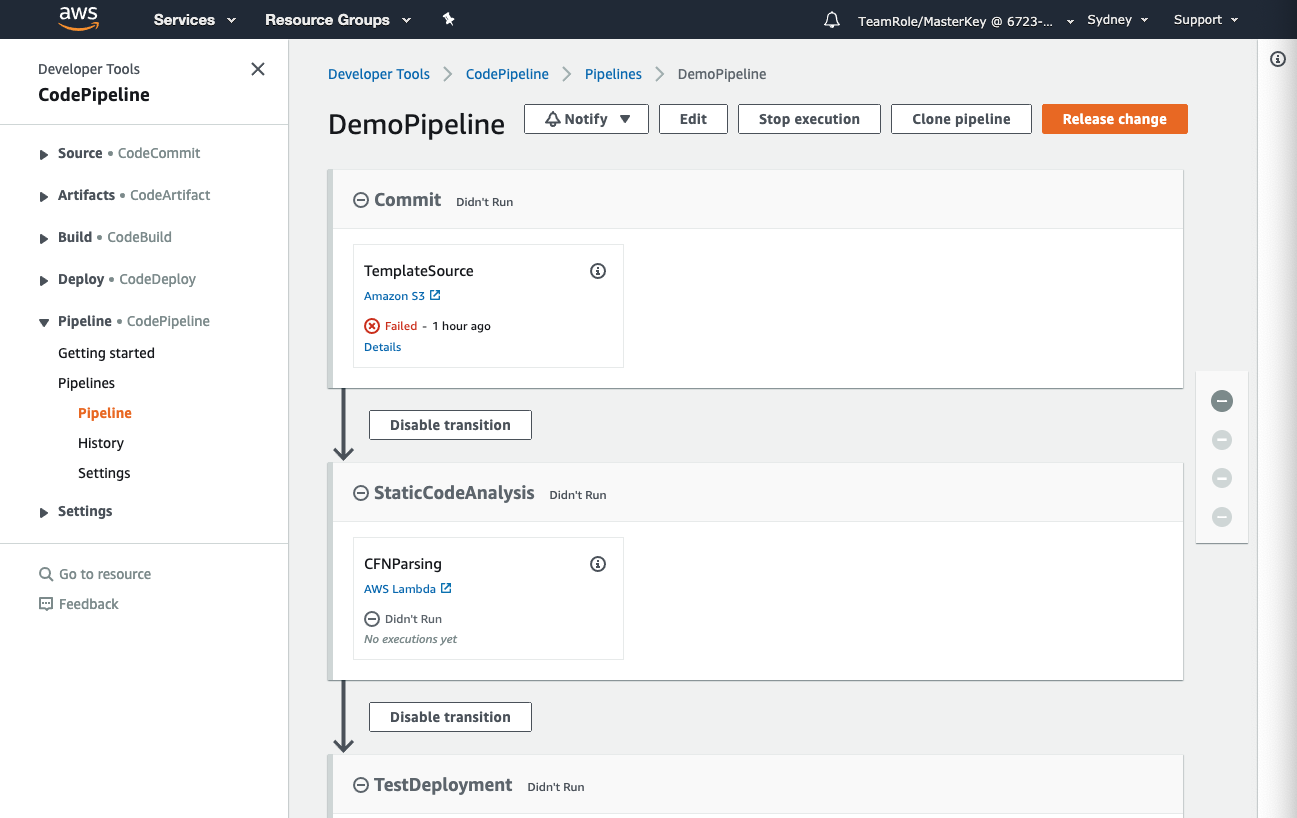 aws Services Resource Groups TeamRole/MasterKey @ 6723-... Sydney Support
Developer Tools
CodePipeline
Source • CodeCommit
Artifacts • CodeArtifact
Build • CodeBuild
Deploy • CodeDeploy
Pipeline • CodePipeline
Getting started
Pipelines
Pipeline
History
Settings
Settings
Go to resource
Feedback
Developer Tools CodePipeline Pipelines DemoPipeline
DemoPipeline Notify Edit Stop execution Clone pipeline Release change
Commit Didn't Run
TemplateSource
Amazon S3
Failed - 1 hour ago
Details
Disable transition
StaticCodeAnalysis Didn't Run
CFNParsing
AWS Lambda
Didn't Run
No executions yet
Disable transition
TestDeployment Didn't Run